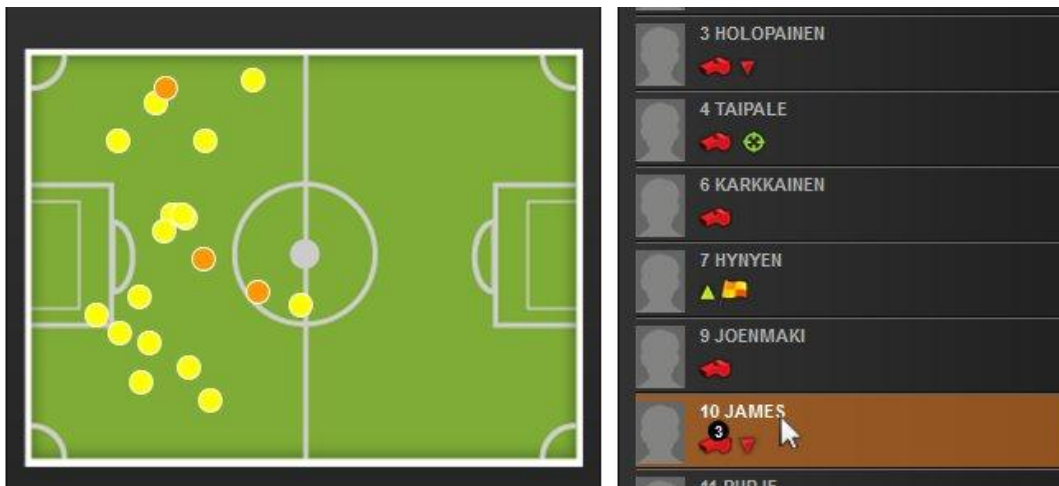 3 HOLOPAINEN
4 TAIPALE
6 KARKKAINEN
7 HYNYEN
9 JOENMAKI
10 JAMES
3